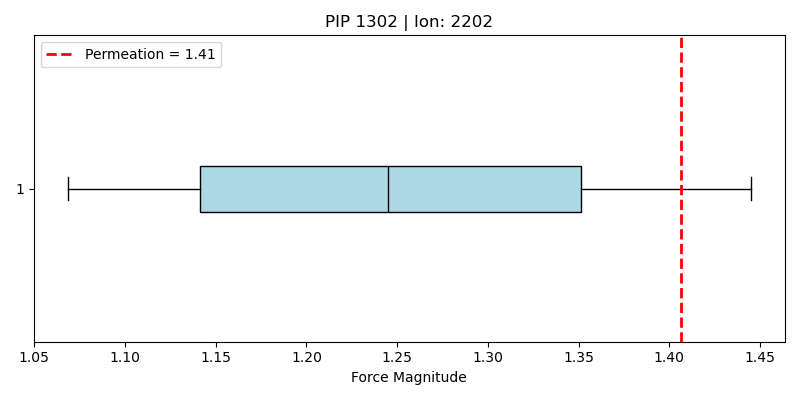 PIP 1302 | Ion: 2202
Permeation = 1.41
1
1.05 1.10 1.15 1.20 1.25 1.30 1.35 1.40 1.45
Force Magnitude